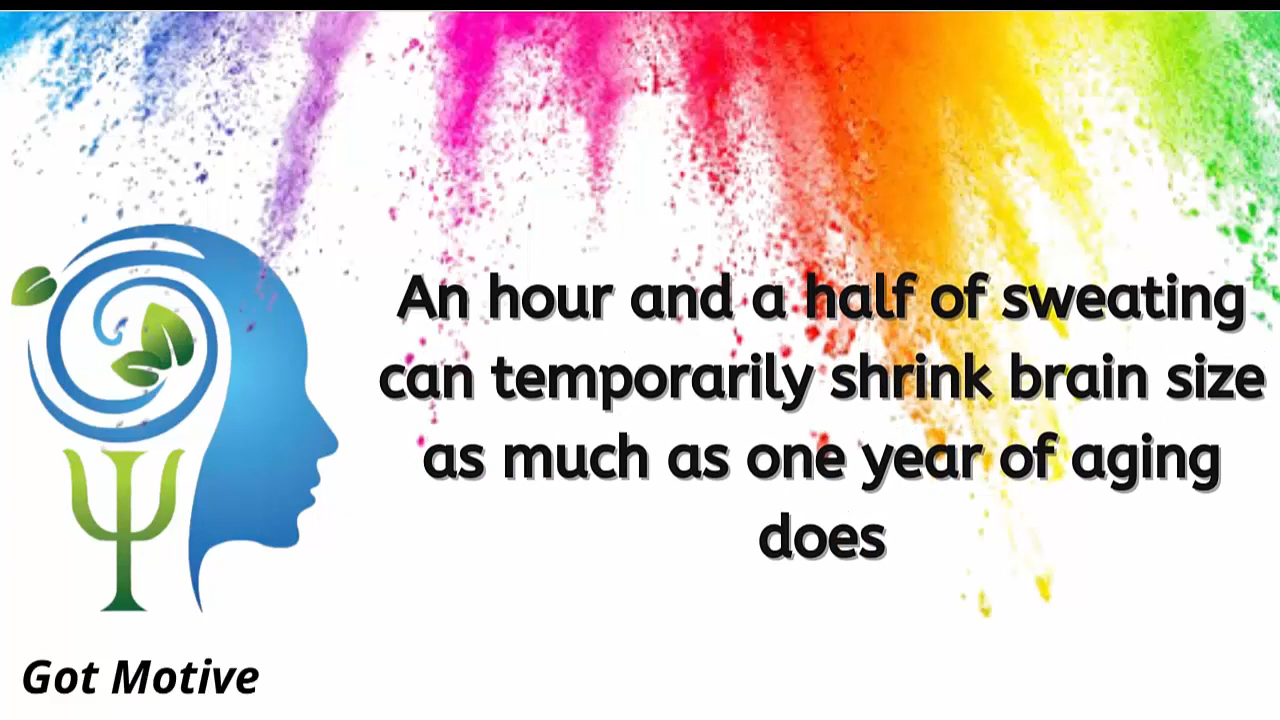 An hour and a half of sweating
can temporarily shrink brain size
as much as one year of aging
does
Got Motive